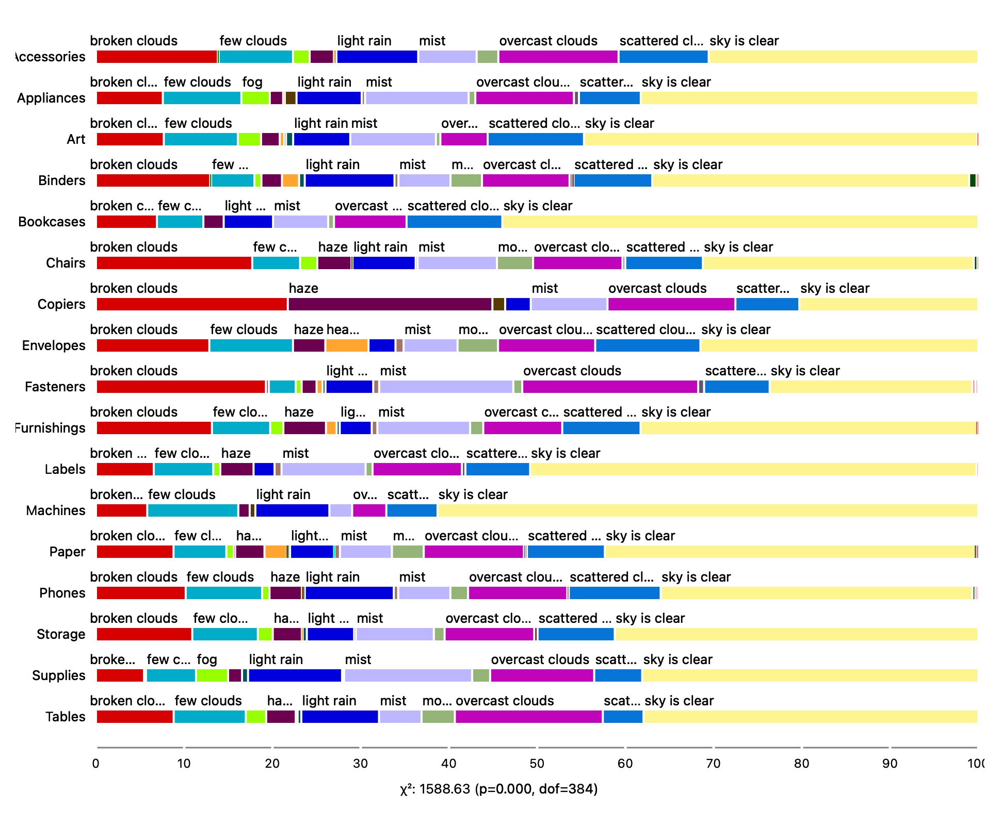 broken clouds few clouds light rain mist overcast clouds scattered cl... sky is clear
Accessories
broken cl... few clouds fog light rain mist overcast clou... scatter... sky is clear
Appliances
broken cl... few clouds light rain mist over... scattered clo... sky is clear
Art
broken clouds few ... light rain mist m... overcast cl... scattered ... sky is clear
Binders
broken c... few c... light ... mist overcast ... scattered clo... sky is clear
Bookcases
broken clouds few c... haze light rain mist mo... overcast clo... scattered ... sky is clear
Chairs
broken clouds haze mist overcast clouds scatter... sky is clear
Copiers
broken clouds few clouds haze hea... mist mo... overcast clou... scattered clou... sky is clear
Envelopes
broken clouds light ... mist overcast clouds scattere... sky is clear
Fasteners
broken clouds few clo... haze lig... mist overcast c... scattered ... sky is clear
Furnishings
broken ... few clo... haze mist overcast clo... scattere... sky is clear
Labels
broken... few clouds light rain ov... scatt... sky is clear
Machines
broken clo... few cl... ha... light... mist m... overcast clou... scattered ... sky is clear
Paper
broken clouds few clouds haze light rain mist overcast clou... scattered cl... sky is clear
Phones
broken clouds few clo... ha... light ... mist overcast clo... scattered ... sky is clear
Storage
broke... few c... fog light rain mist overcast clouds scatt... sky is clear
Supplies
broken clo... few clouds ha... light rain mist mo... overcast clouds scat... sky is clear
Tables
0 10 20 30 40 50 60 70 80 90 100
χ²: 1588.63 (p=0.000, dof=384)